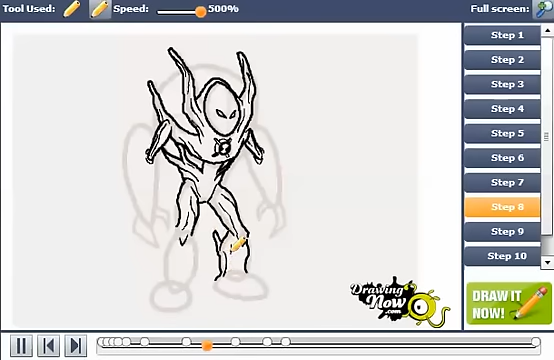 Tool Used:
Speed:
500%
Full screen:
Step 1
Step 2
Step 3
Step 4
Step 5
Step 6
Step 7
Step 8
Step 9
Step 10
Drawing
Now.com
DRAW IT
NOW!